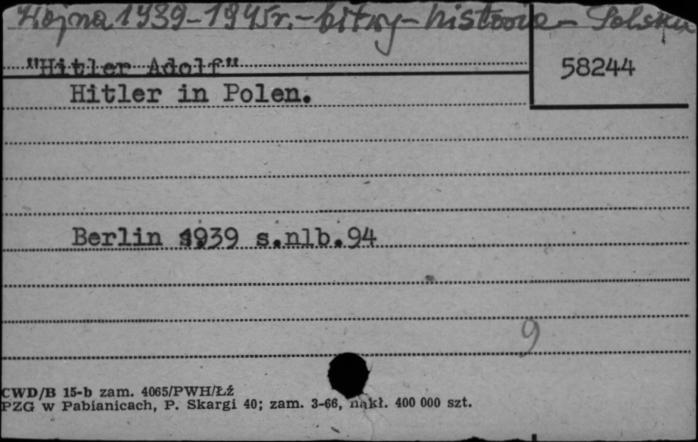 Wojna 1939-1945r.-bitwy-historia- Polska
"Hitler Adolf"
58244
Hitler in Polen.
Berlin 1939 s.nlb.94
9
CWD/B 15-b zam. 4065/PWH/Łź
PZG w Pabianicach, P. Skargi 40; zam. 3-66, nakł. 400 000 szt.